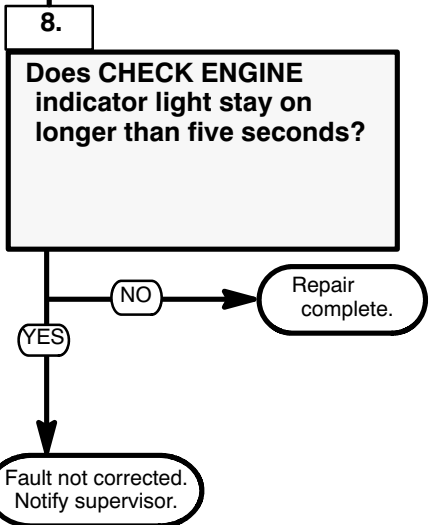 8.
Does CHECK ENGINE
indicator light stay on
longer than five seconds?
NO
Repair
complete.
YES
Fault not corrected.
Notify supervisor.